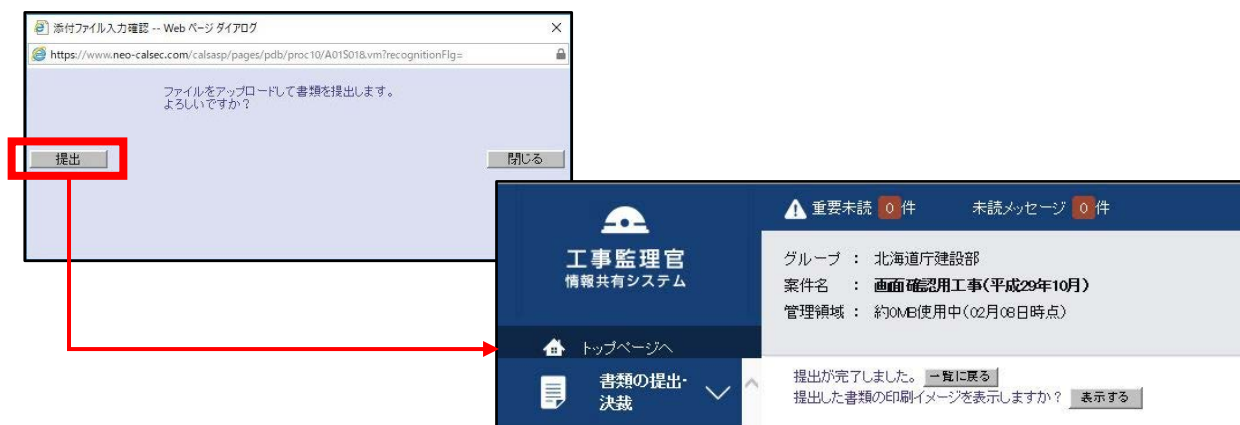 添付ファイル入力確認 -- Web ページ ダイアログ
https://www.neo-calsec.com/calsasp/pages/pdb/proc10/A01S018.vm?recognitionFlg=
ファイルをアップロードして書類を提出します。
よろしいですか?
提出
閉じる
工事監理官
情報共有システム
トップページへ
書類の提出・
決裁
重要未読 0 件 未読メッセージ 0 件
グループ : 北海道庁建設部
案件名 : 画面確認用工事(平成29年10月)
管理領域 : 約0MB使用中(02月08日時点)
提出が完了しました。 一覧に戻る
提出した書類の印刷イメージを表示しますか? 表示する